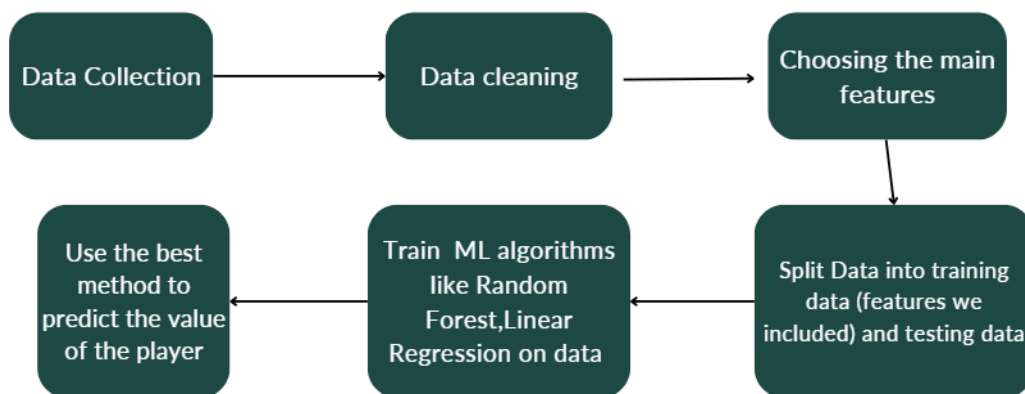 Data Collection
Data cleaning
Choosing the main
features
Split Data into training
data (features we
included) and testing data
Train ML algorithms
like Random
Forest,Linear
Regression on data
Use the best
method to
predict the value
of the player